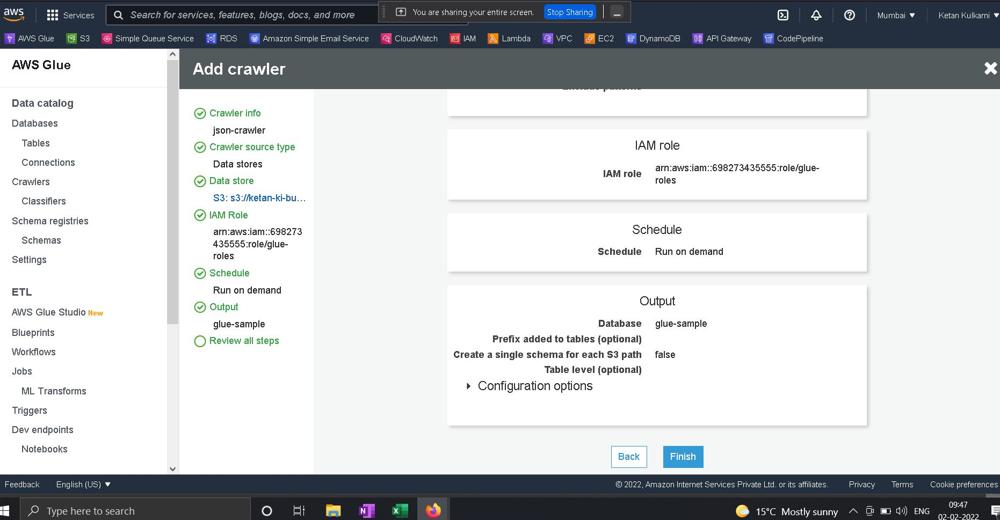 aws
Services
Search for services, features, blogs, docs, and more
You are sharing your entire screen.
Stop Sharing
Mumbai
Ketan Kulkarni
AWS Glue
S3
Simple Queue Service
RDS
Amazon Simple Email Service
CloudWatch
IAM
Lambda
VPC
EC2
DynamoDB
API Gateway
CodePipeline
AWS Glue
Data catalog
Databases
Tables
Connections
Crawlers
Classifiers
Schema registries
Schemas
Settings
ETL
AWS Glue Studio New
Blueprints
Workflows
Jobs
ML Transforms
Triggers
Dev endpoints
Notebooks
Add crawler
Crawler info
json-crawler
Crawler source type
Data stores
Data store
S3: s3://ketan-ki-bu...
IAM Role
arn:aws:iam::698273
435555:role/glue-
roles
Schedule
Run on demand
Output
glue-sample
Review all steps
IAM role
IAM role arn:aws:iam::698273435555:role/glue-
roles
Schedule
Schedule Run on demand
Output
Database glue-sample
Prefix added to tables (optional)
Create a single schema for each S3 path false
Table level (optional)
Configuration options
Back
Finish
Feedback
English (US)
© 2022, Amazon Internet Services Private Ltd. or its affiliates.
Privacy
Terms
Cookie preferences
Type here to search
15°C Mostly sunny
ENG
09:47
02-02-2022